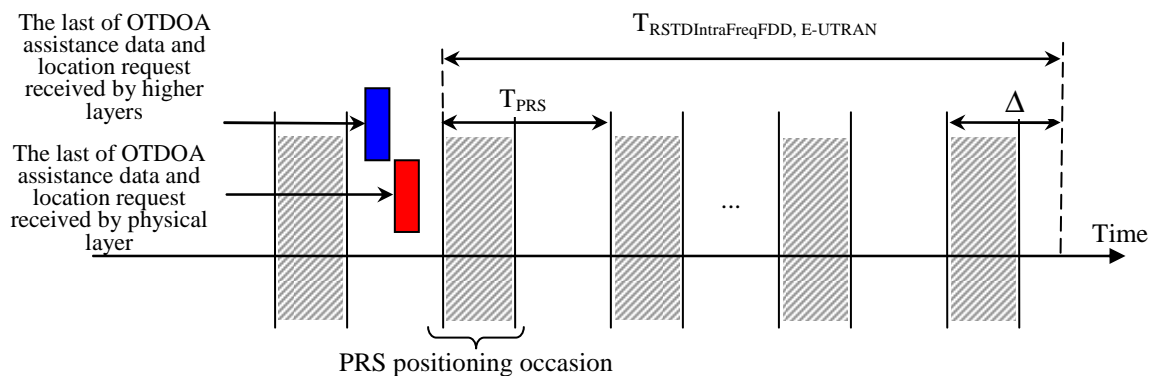 The last of OTDOA
assistance data and
location request
received by higher
layers
The last of OTDOA
assistance data and
location request
received by physical
layer
T_RSTDIntraFreqFDD, E-UTRAN
T_PRS
Δ
...
Time
PRS positioning occasion